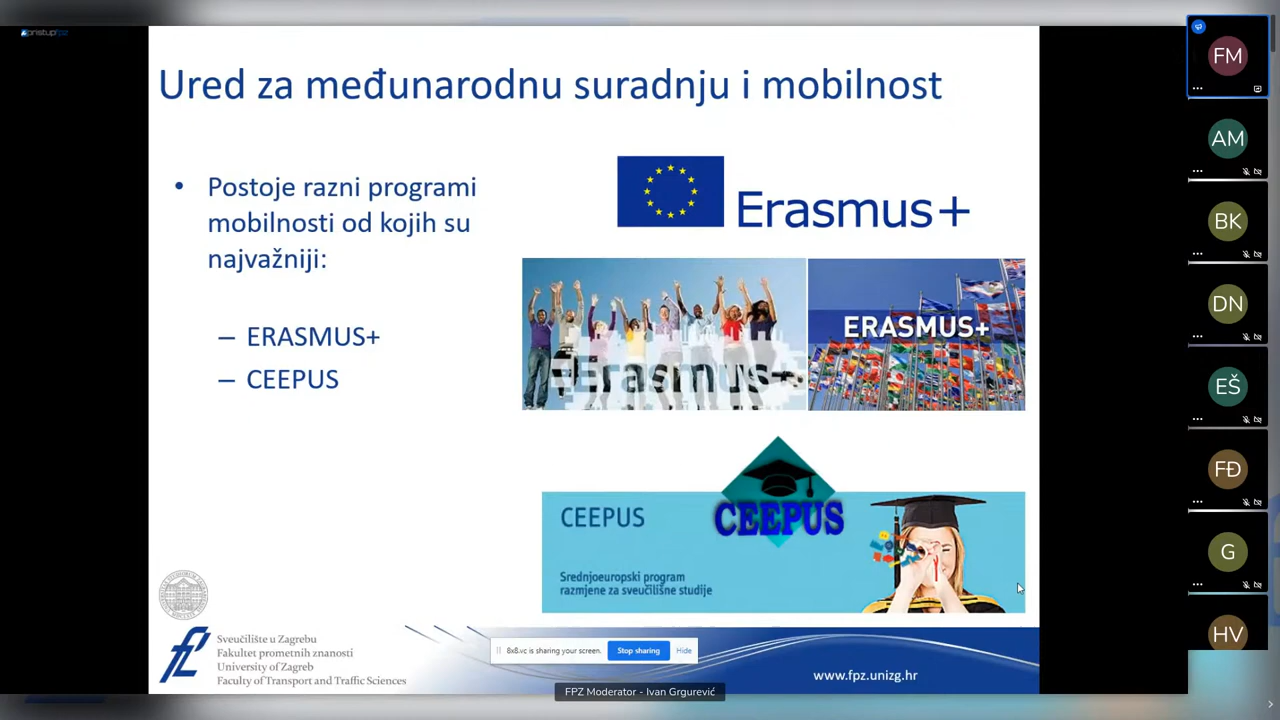 pristupfpz
Ured za međunarodnu suradnju i mobilnost
• Postoje razni programi
mobilnosti od kojih su
najvažniji:
– ERASMUS+
– CEEPUS
Erasmus+
Erasmus+
ERASMUS+
CEEPUS
CEEPUS
Srednjoeuropski program
razmjene za sveučilišne studije
Sveučilište u Zagrebu
Fakultet prometnih znanosti
University of Zagreb
Faculty of Transport and Traffic Sciences
8x8.vc is sharing your screen.
Stop sharing
Hide
www.fpz.unizg.hr
FPZ Moderator - Ivan Grgurević
FM
AM
BK
DN
EŠ
FĐ
G
HV